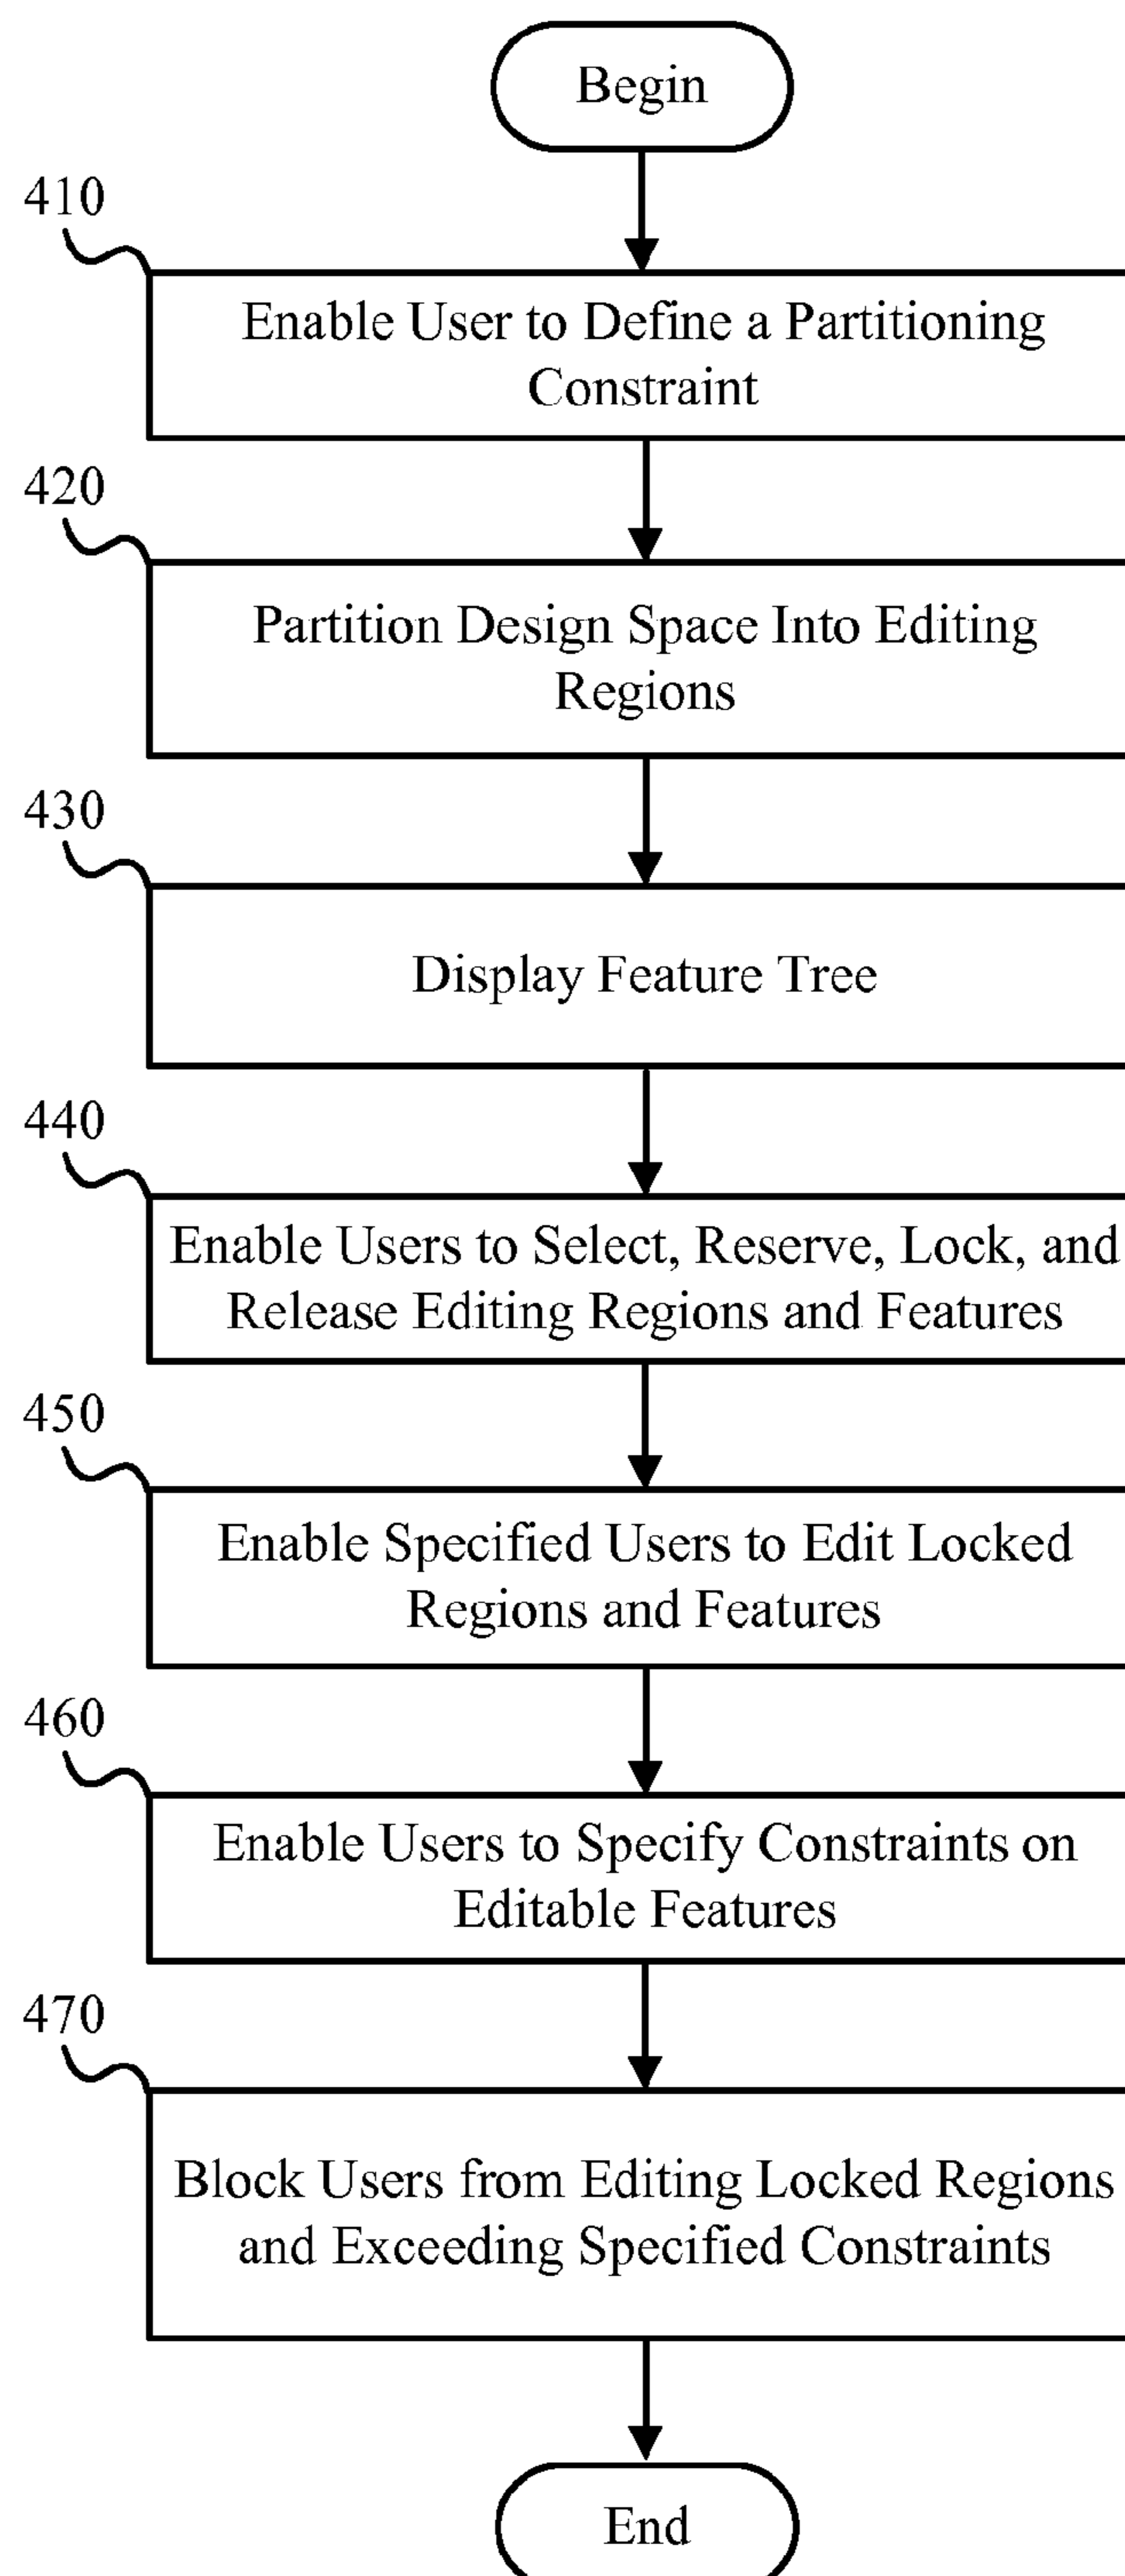 Begin
410
Enable User to Define a Partitioning
Constraint
420
Partition Design Space Into Editing
Regions
430
Display Feature Tree
440
Enable Users to Select, Reserve, Lock, and
Release Editing Regions and Features
450
Enable Specified Users to Edit Locked
Regions and Features
460
Enable Users to Specify Constraints on
Editable Features
470
Block Users from Editing Locked Regions
and Exceeding Specified Constraints
End